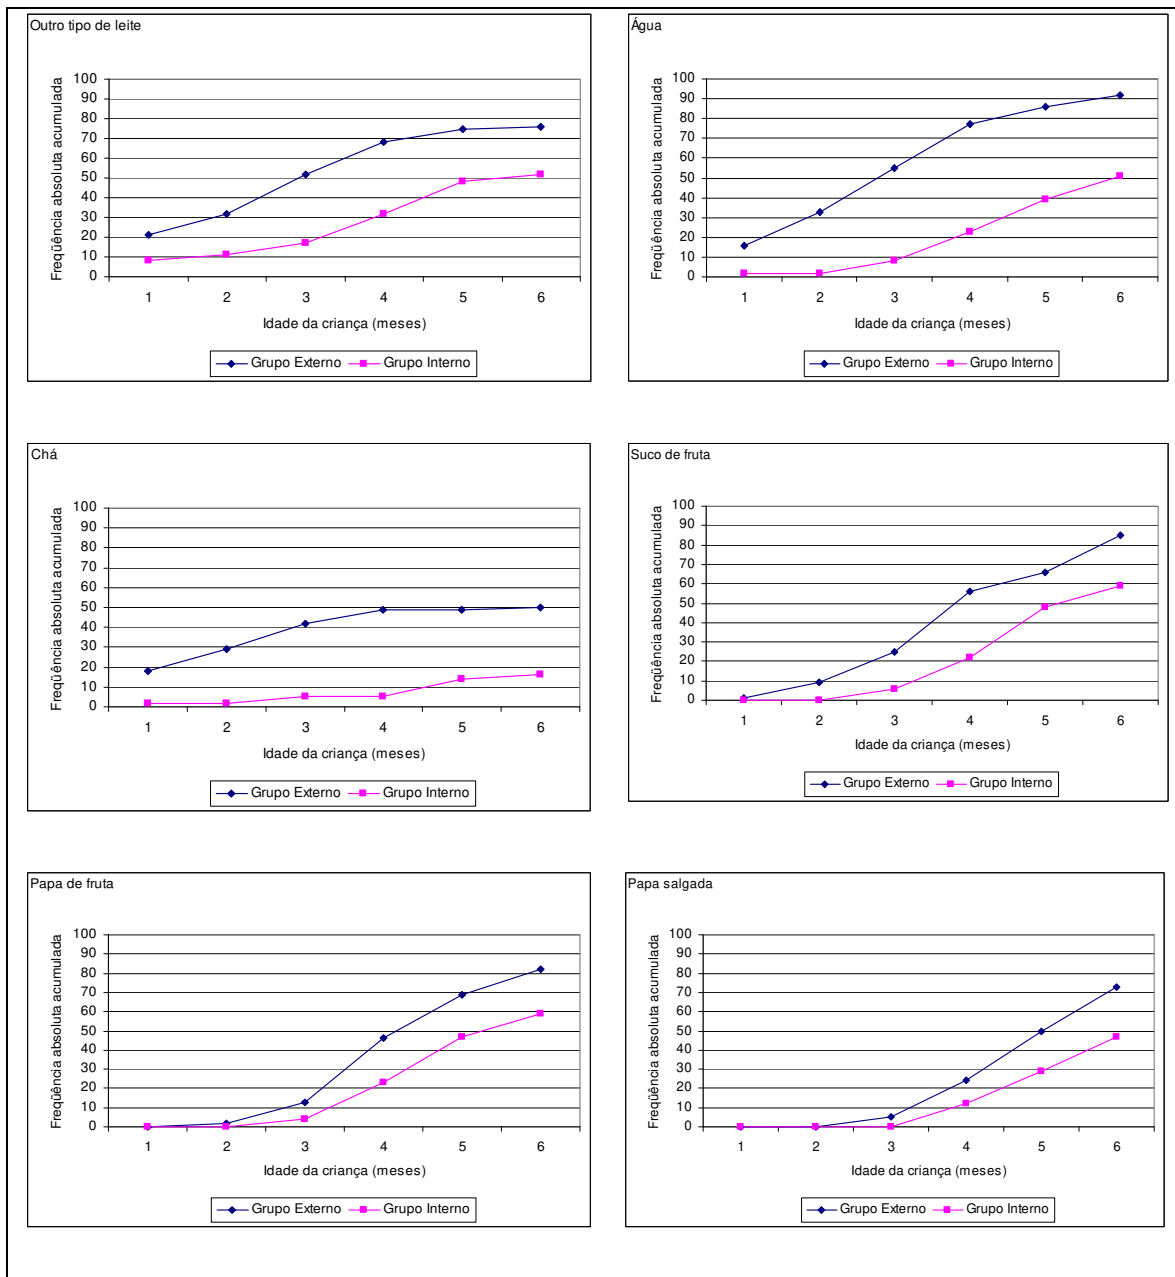 Outro tipo de leite
Freqüência absoluta acumulada
100
90
80
70
60
50
40
30
20
10
0
1 2 3 4 5 6
Idade da criança (meses)
Grupo Externo Grupo Interno
Água
Freqüência absoluta acumulada
100
90
80
70
60
50
40
30
20
10
0
1 2 3 4 5 6
Idade da criança (meses)
Grupo Externo Grupo Interno
Chá
Freqüência absoluta acumulada
100
90
80
70
60
50
40
30
20
10
0
1 2 3 4 5 6
Idade da criança (meses)
Grupo Externo Grupo Interno
Suco de fruta
Freqüência absoluta acumulada
100
90
80
70
60
50
40
30
20
10
0
1 2 3 4 5 6
Idade da criança (meses)
Grupo Externo Grupo Interno
Papa de fruta
Freqüência absoluta acumulada
100
90
80
70
60
50
40
30
20
10
0
1 2 3 4 5 6
Idade da criança (meses)
Grupo Externo Grupo Interno
Papa salgada
Freqüência absoluta acumulada
100
90
80
70
60
50
40
30
20
10
0
1 2 3 4 5 6
Idade da criança (meses)
Grupo Externo Grupo Interno